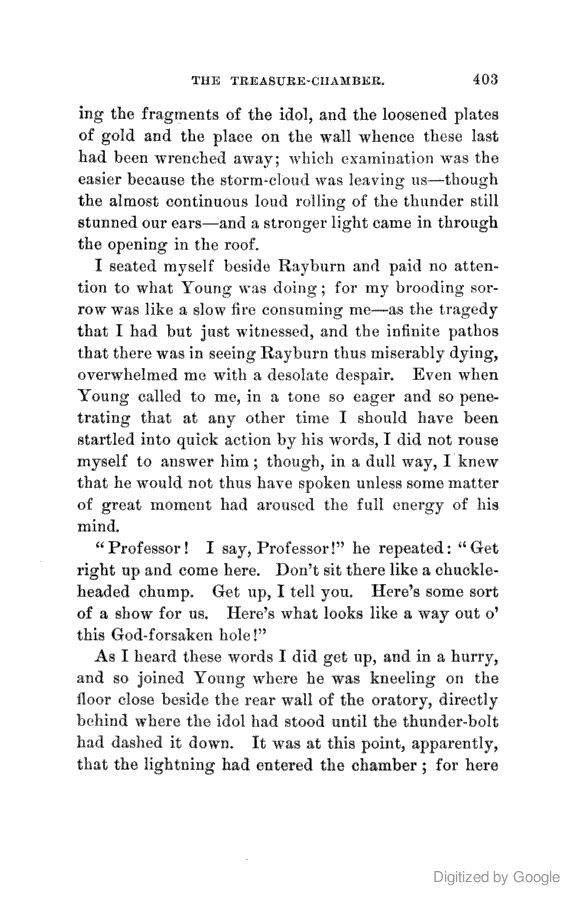 THE TREASURE-CHAMBER. 403
ing the fragments of the idol, and the loosened plates
of gold and the place on the wall whence these last
had been wrenched away; which examination was the
easier because the storm-cloud was leaving us—though
the almost continuous loud rolling of the thunder still
stunned our ears—and a stronger light came in through
the opening in the roof.
I seated myself beside Rayburn and paid no atten-
tion to what Young was doing; for my brooding sor-
row was like a slow fire consuming me—as the tragedy
that I had but just witnessed, and the infinite pathos
that there was in seeing Rayburn thus miserably dying,
overwhelmed me with a desolate despair. Even when
Young called to me, in a tone so eager and so pene-
trating that at any other time I should have been
startled into quick action by his words, I did not rouse
myself to answer him; though, in a dull way, I knew
that he would not thus have spoken unless some matter
of great moment had aroused the full energy of his
mind.
"Professor! I say, Professor!" he repeated: "Get
right up and come here. Don't sit there like a chuckle-
headed chump. Get up, I tell you. Here's some sort
of a show for us. Here's what looks like a way out o'
this God-forsaken hole!"
As I heard these words I did get up, and in a hurry,
and so joined Young where he was kneeling on the
floor close beside the rear wall of the oratory, directly
behind where the idol had stood until the thunder-bolt
had dashed it down. It was at this point, apparently,
that the lightning had entered the chamber; for here
Digitized by Google